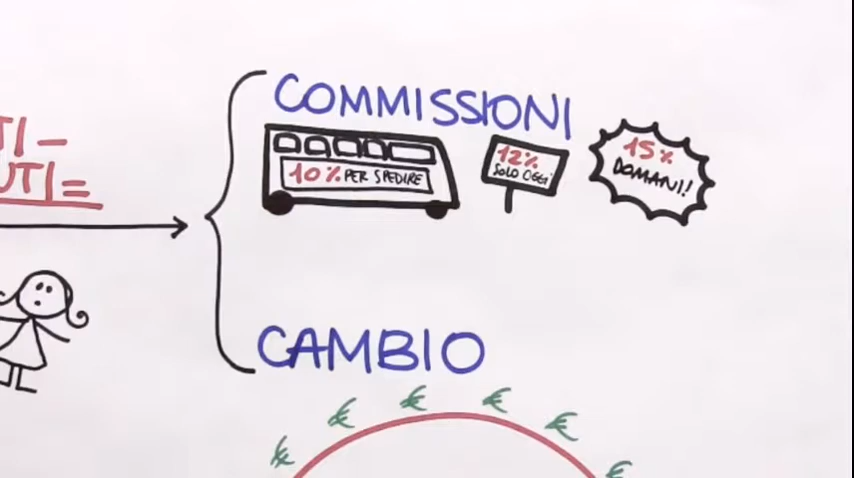 COMMISSIONI
10% PER SPEDIRE
12%
SOLO OGGI
15%
DOMANI!
CAMBIO
€ € € € € €